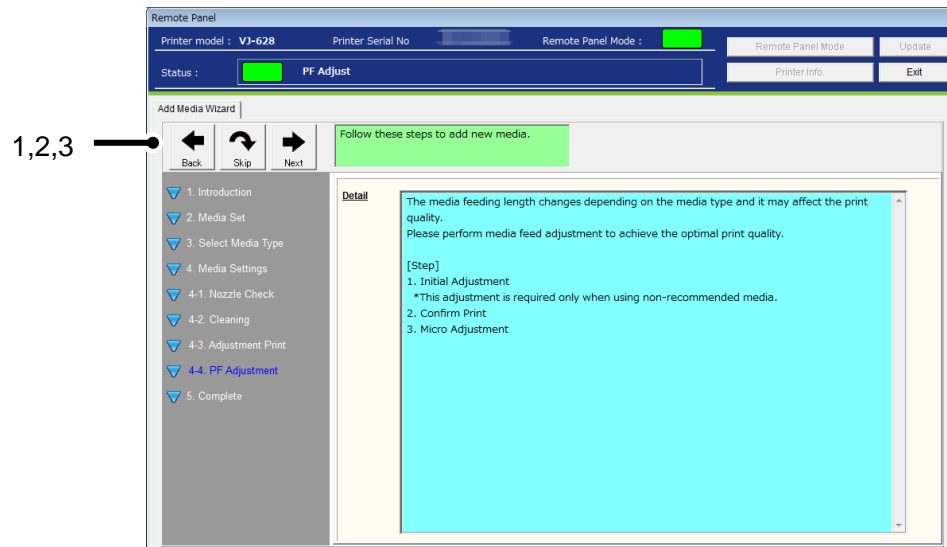 Remote Panel
Printer model : VJ-628 Printer Serial No Remote Panel Mode :
Remote Panel Mode Update
Status : PF Adjust
Printer Info. Exit
Add Media Wizard
1,2,3
Back Skip Next
Follow these steps to add new media.
1. Introduction
2. Media Set
3. Select Media Type
4. Media Settings
4-1. Nozzle Check
4-2. Cleaning
4-3. Adjustment Print
4-4. PF Adjustment
5. Complete
Detail
The media feeding length changes depending on the media type and it may affect the print
quality.
Please perform media feed adjustment to achieve the optimal print quality.
[Step]
1. Initial Adjustment
*This adjustment is required only when using non-recommended media.
2. Confirm Print
3. Micro Adjustment